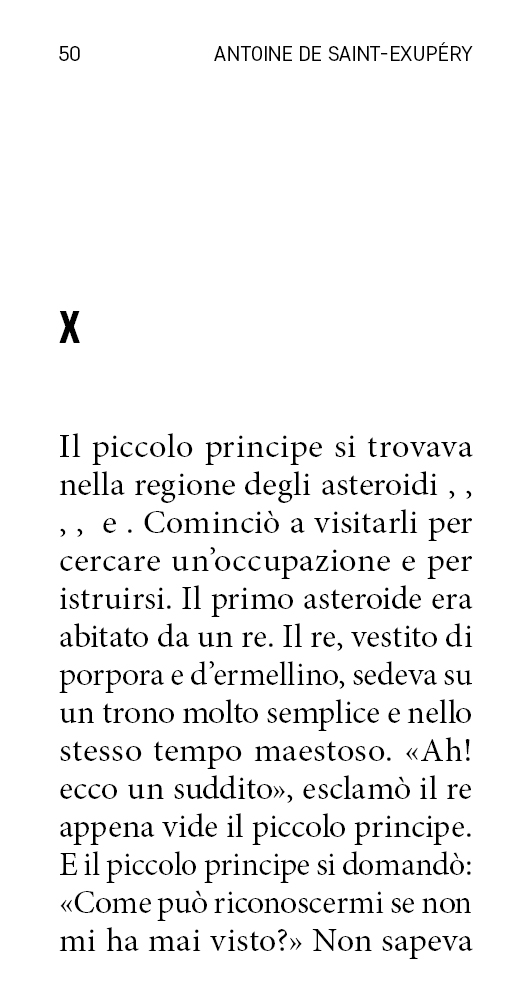 50 ANTOINE DE SAINT-EXUPÉRY
X
Il piccolo principe si trovava
nella regione degli asteroidi , ,
, , e . Cominciò a visitarli per
cercare un’occupazione e per
istruirsi. Il primo asteroide era
abitato da un re. Il re, vestito di
porpora e d’ermellino, sedeva su
un trono molto semplice e nello
stesso tempo maestoso. «Ah!
ecco un suddito», esclamò il re
appena vide il piccolo principe.
E il piccolo principe si domandò:
«Come può riconoscermi se non
mi ha mai visto?» Non sapeva